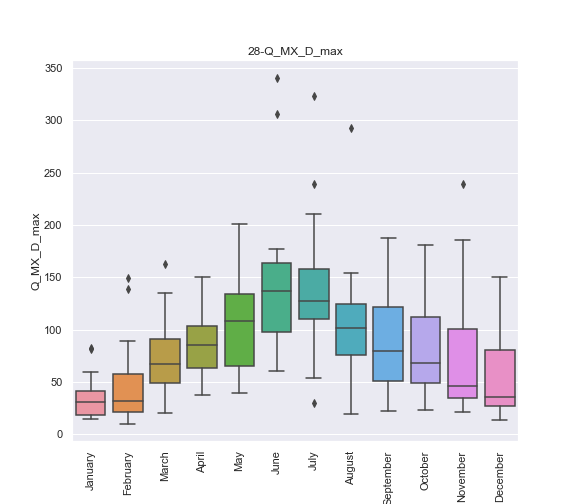 28-Q_MX_D_max
350
300
250
200
150
100
50
0
Q_MX_D_max
January
February
March
April
May
June
July
August
September
October
November
December